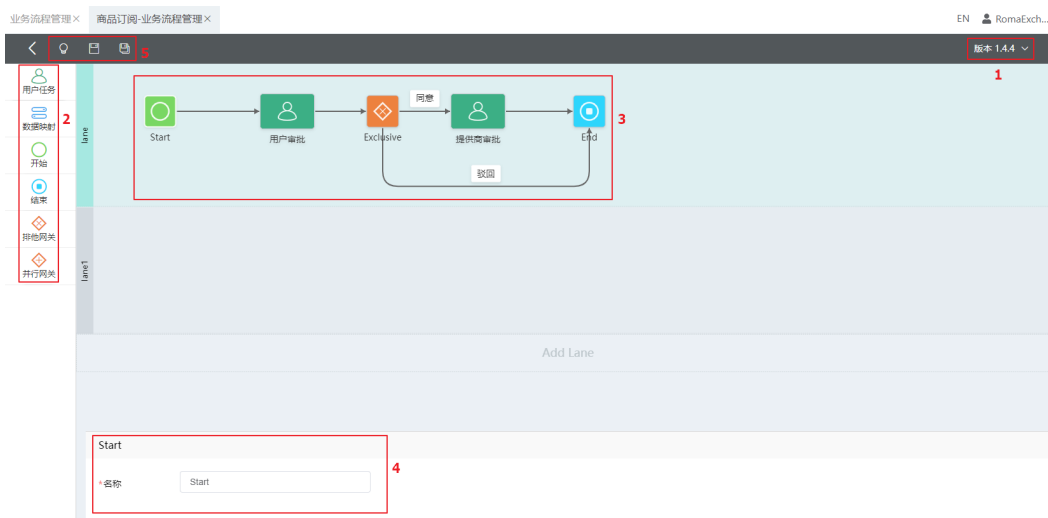 业务流程管理× 商品订阅-业务流程管理× EN RomaExch...
5 版本 1.4.4
1
用户任务
数据映射 2
开始
结束
排他网关
并行网关
lane
同意
3
Start 用户审批 Exclusive 提供商审批 End
驳回
lane1
Add Lane
Start
4
*名称 Start